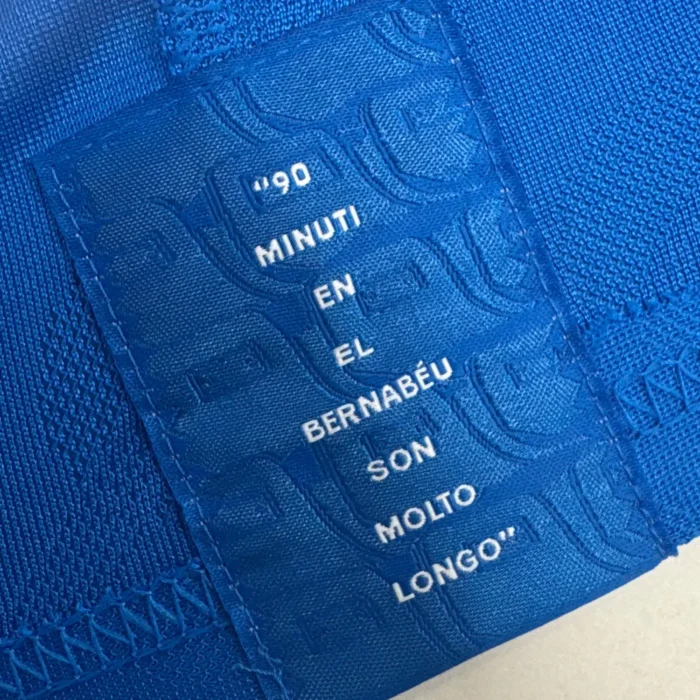 "90
MINUTI
EN
EL
BERNABÉU
SON
MOLTO
LONGO"